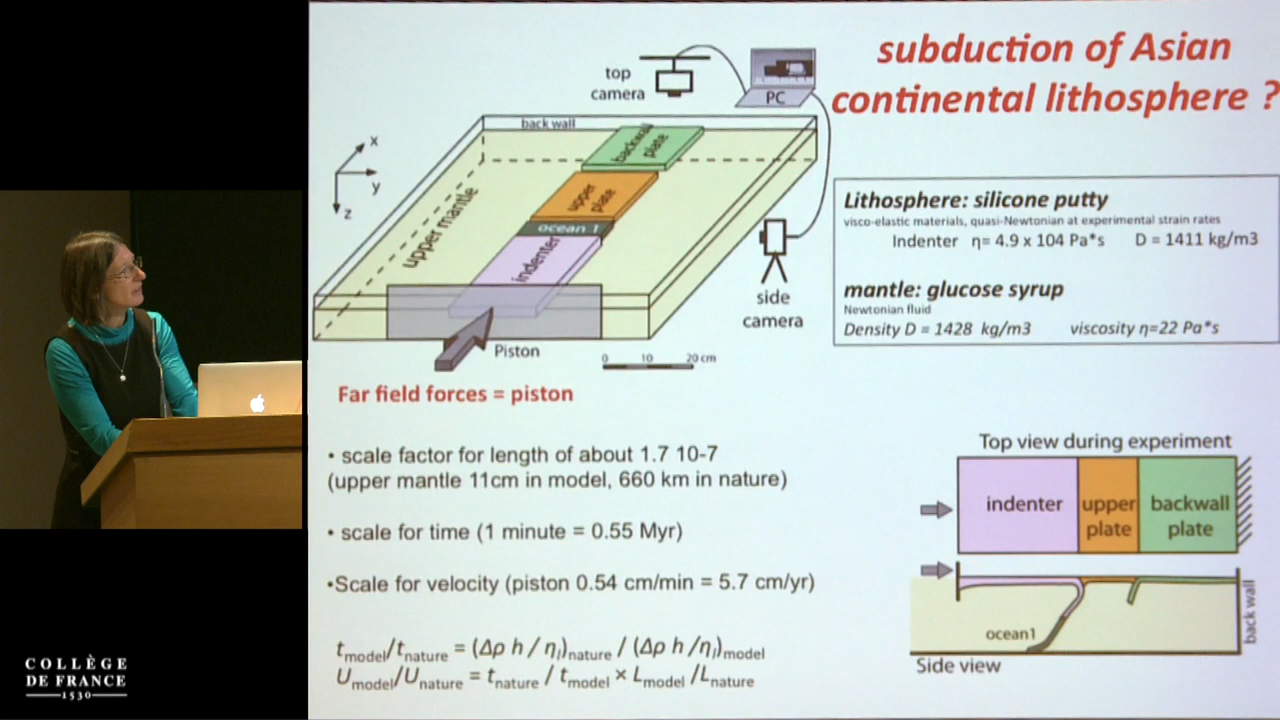 subduction of Asian
continental lithosphere ?
top
camera
PC
back wall
x
y
z
backwall
plate
upper
plate
ocean 1
indenter
upper mantle
side
camera
Piston
0 10 20 cm
Lithosphere: silicone putty
visco-elastic materials, quasi-Newtonian at experimental strain rates
Indenter η= 4.9 x 104 Pa*s D = 1411 kg/m3
mantle: glucose syrup
Newtonian fluid
Density D = 1428 kg/m3 viscosity η=22 Pa*s
Far field forces = piston
• scale factor for length of about 1.7 10-7
(upper mantle 11cm in model, 660 km in nature)
• scale for time (1 minute = 0.55 Myr)
•Scale for velocity (piston 0.54 cm/min = 5.7 cm/yr)
tmodel/tnature = (Δρ h / ηl)nature / (Δρ h /ηl)model
Umodel/Unature = tnature / tmodel × Lmodel /Lnature
Top view during experiment
indenter
upper
plate
backwall
plate
ocean1
back wall
Side view
COLLÈGE
DE FRANCE
1530